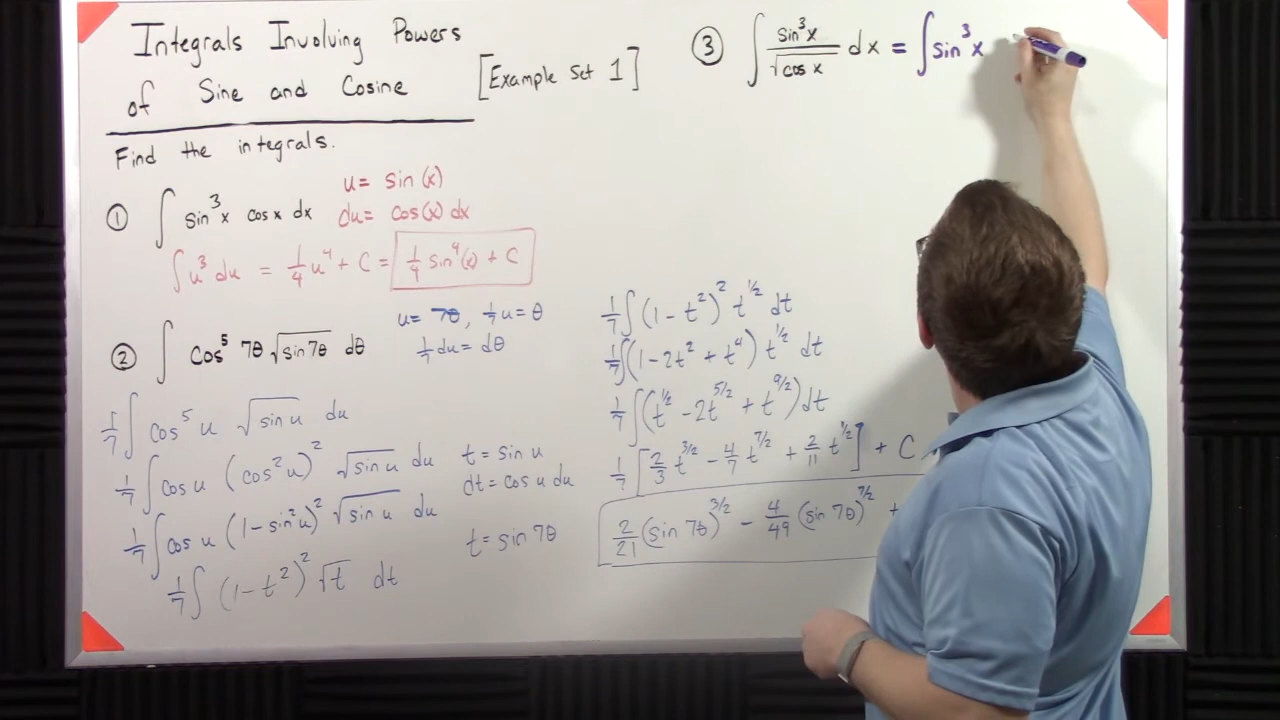 Integrals Involving Powers
of Sine and Cosine
[Example Set 1]
Find the integrals.
① ∫ sin³x cosx dx
u = sin(x)
du = cos(x) dx
∫u³ du = 1/4 u⁴ + C = 1/4 sin⁴(x) + C
② ∫ cos⁵ 7θ √(sin 7θ) dθ
u = 7θ, 1/7 u = θ
1/7 du = dθ
1/7 ∫ cos⁵ u √(sin u) du
1/7 ∫ cos u (cos² u)² √(sin u) du
t = sin u
dt = cos u du
1/7 ∫ cos u (1 - sin² u)² √(sin u) du
t = sin 7θ
1/7 ∫ (1 - t²)² √t dt
1/7 ∫ (1 - t²)² t^(1/2) dt
1/7 ∫ (1 - 2t² + t⁴) t^(1/2) dt
1/7 ∫ (t^(1/2) - 2t^(5/2) + t^(9/2)) dt
1/7 [2/3 t^(3/2) - 4/7 t^(7/2) + 2/11 t^(1/2)] + C
2/21 (sin 7θ)^(3/2) - 4/49 (sin 7θ)^(7/2) +
③ ∫ sin³x/√(cos x) dx = ∫ sin³x